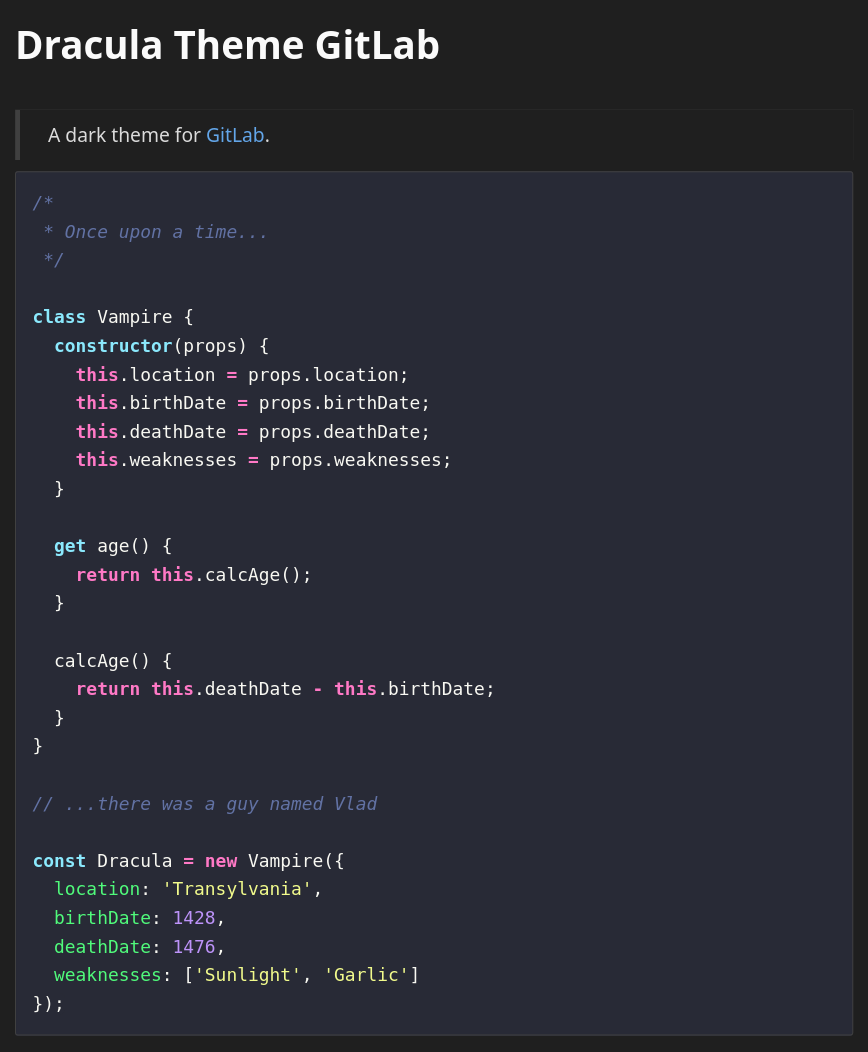 Dracula Theme GitLab
A dark theme for GitLab.
/*
 * Once upon a time...
 */

class Vampire {
  constructor(props) {
    this.location = props.location;
    this.birthDate = props.birthDate;
    this.deathDate = props.deathDate;
    this.weaknesses = props.weaknesses;
  }

  get age() {
    return this.calcAge();
  }

  calcAge() {
    return this.deathDate - this.birthDate;
  }
}

// ...there was a guy named Vlad

const Dracula = new Vampire({
  location: 'Transylvania',
  birthDate: 1428,
  deathDate: 1476,
  weaknesses: ['Sunlight', 'Garlic']
});